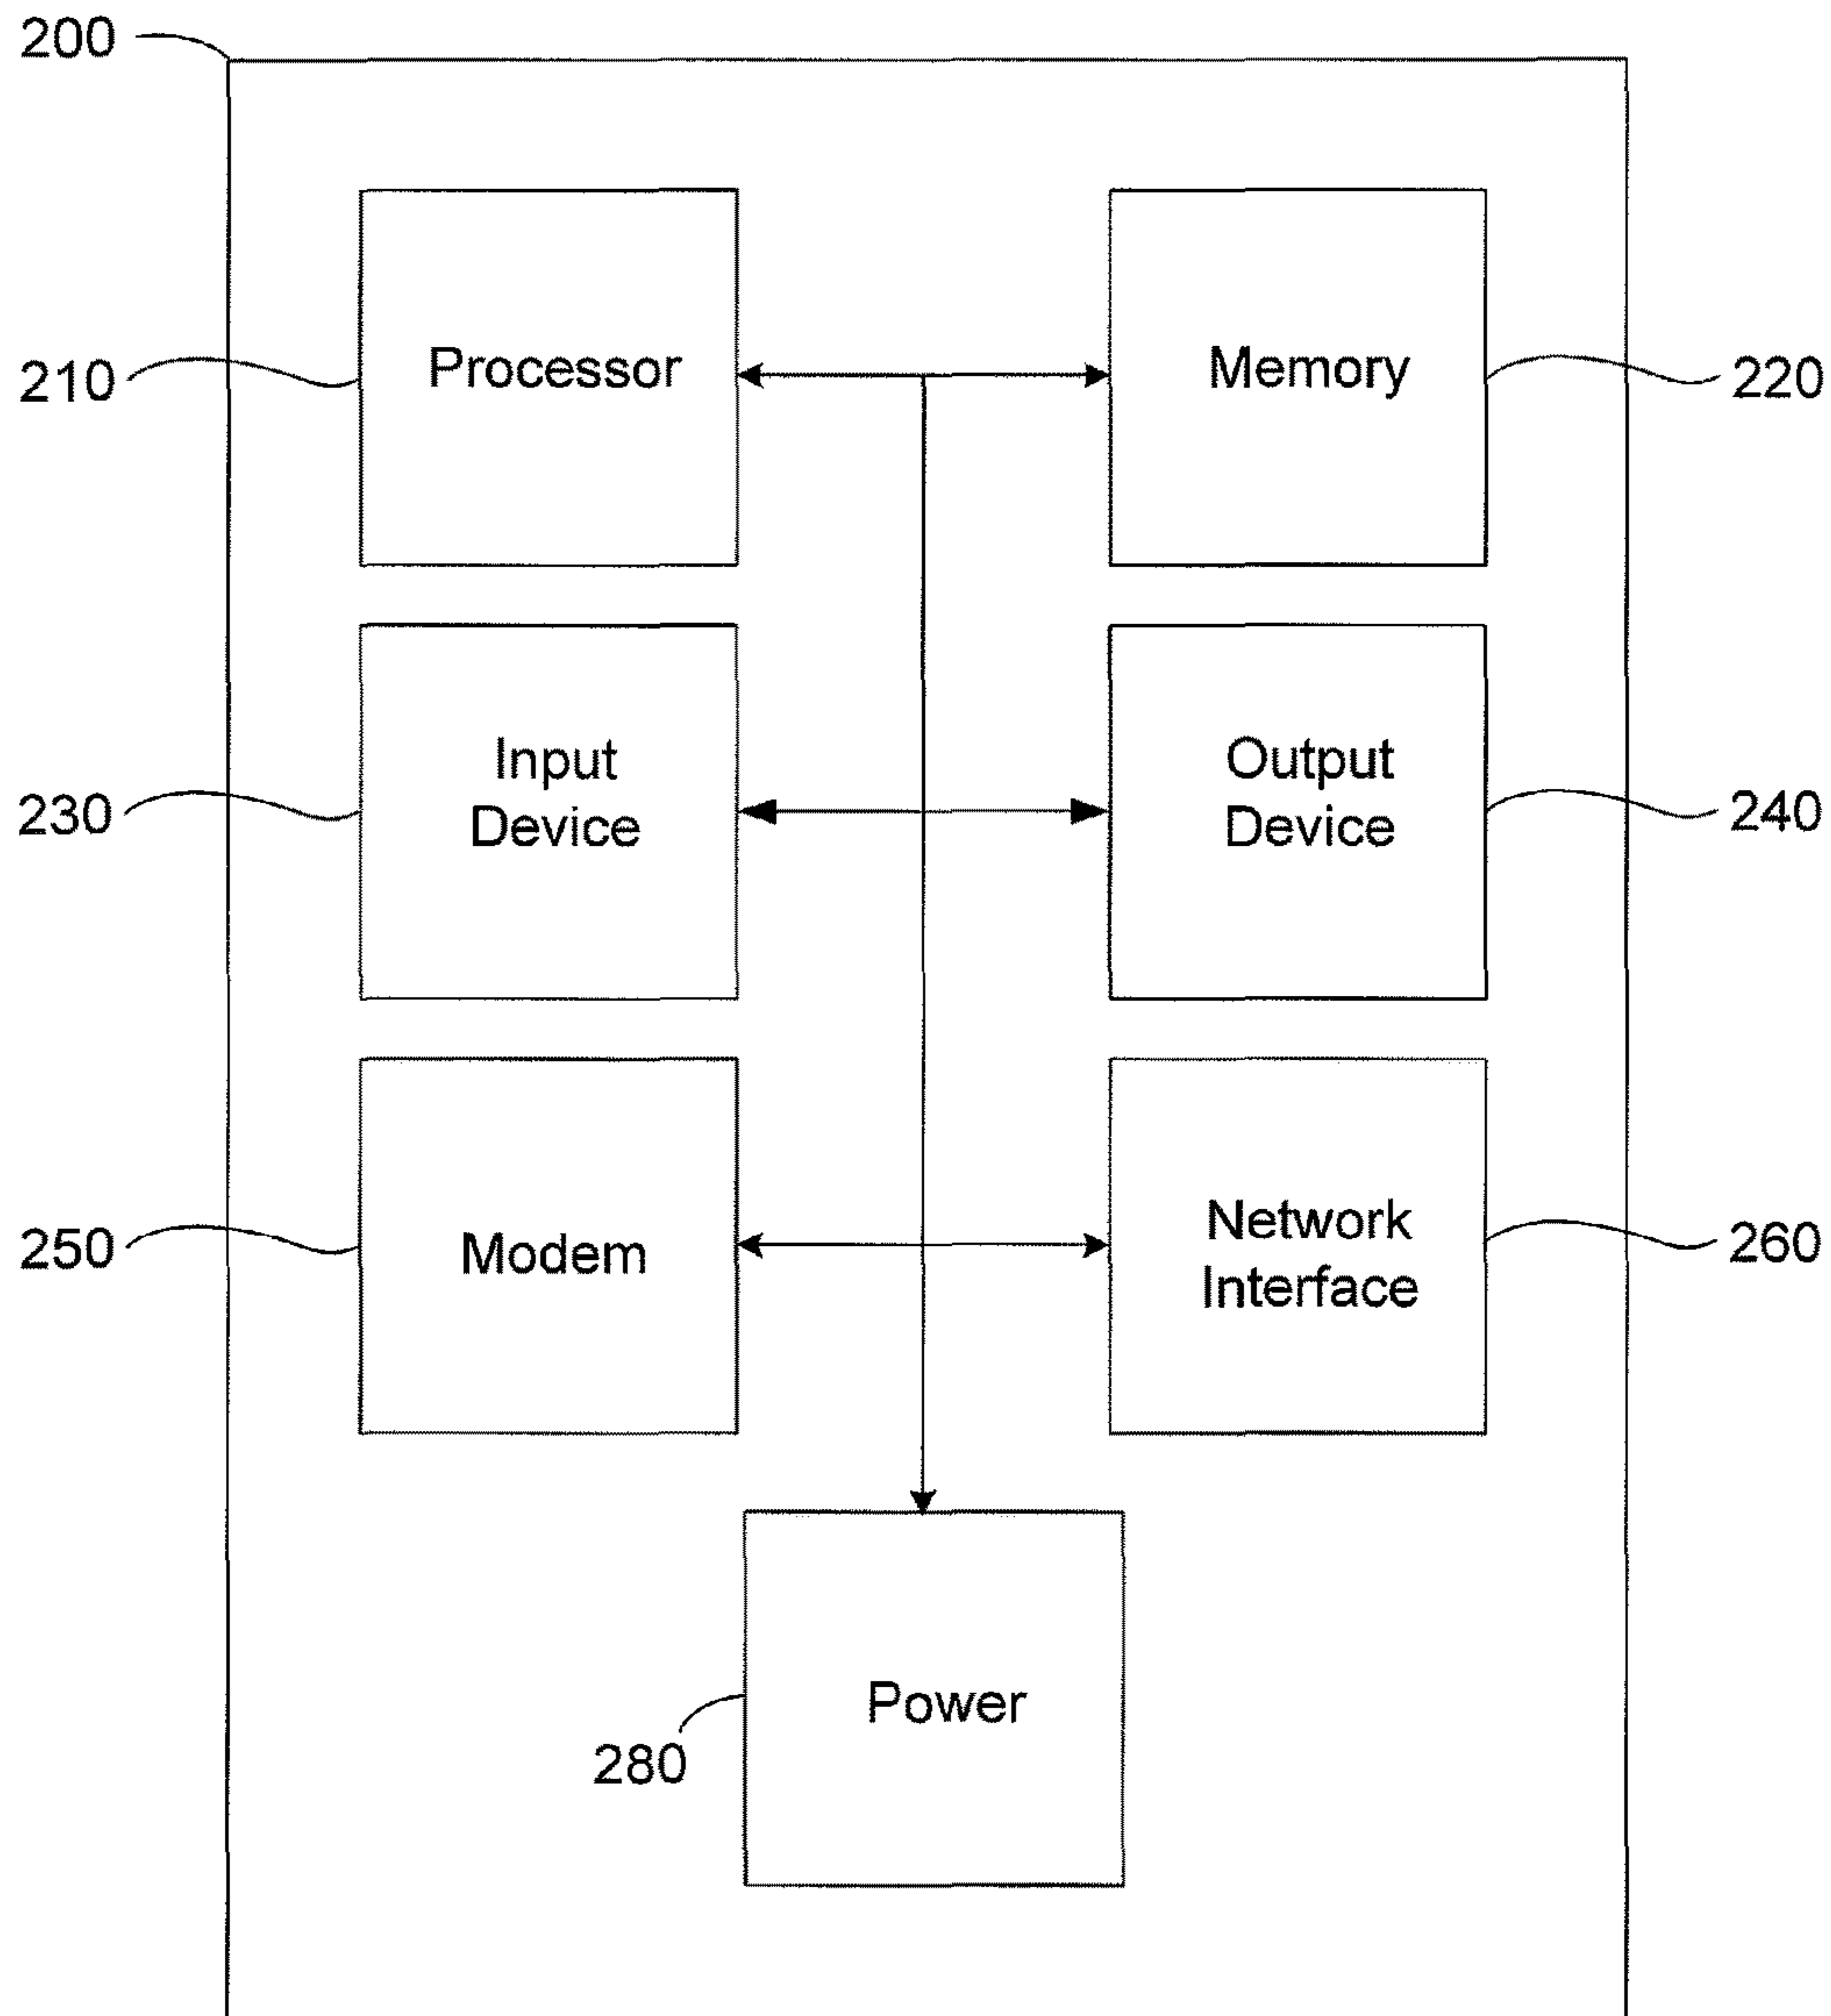 200
Processor
Memory
210
220
Input
Device
Output
Device
230
240
Modem
Network
Interface
250
260
Power
280